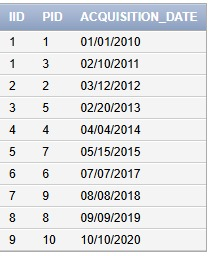 IID PID ACQUISITION_DATE
1 1 01/01/2010
1 3 02/10/2011
2 2 03/12/2012
3 5 02/20/2013
4 4 04/04/2014
5 7 05/15/2015
6 6 07/07/2017
7 9 08/08/2018
8 8 09/09/2019
9 10 10/10/2020